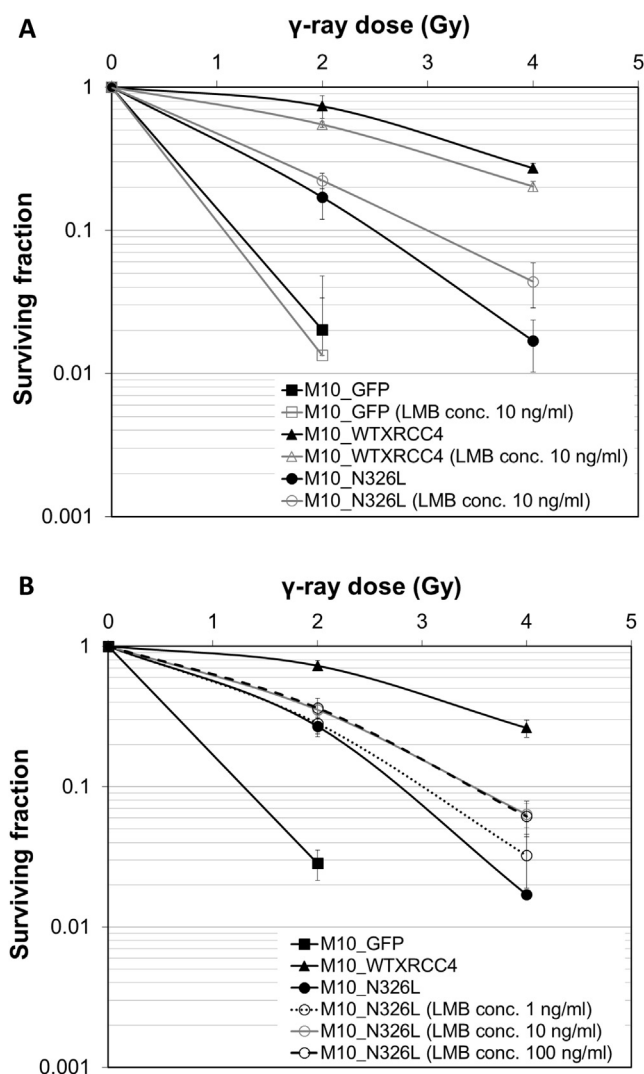 A
γ-ray dose (Gy)
0 1 2 3 4 5
1
0.1
0.01
0.001
Surviving fraction
M10_GFP
M10_GFP (LMB conc. 10 ng/ml)
M10_WTXRCC4
M10_WTXRCC4 (LMB conc. 10 ng/ml)
M10_N326L
M10_N326L (LMB conc. 10 ng/ml)
B
γ-ray dose (Gy)
0 1 2 3 4 5
1
0.1
0.01
0.001
Surviving fraction
M10_GFP
M10_WTXRCC4
M10_N326L
M10_N326L (LMB conc. 1 ng/ml)
M10_N326L (LMB conc. 10 ng/ml)
M10_N326L (LMB conc. 100 ng/ml)